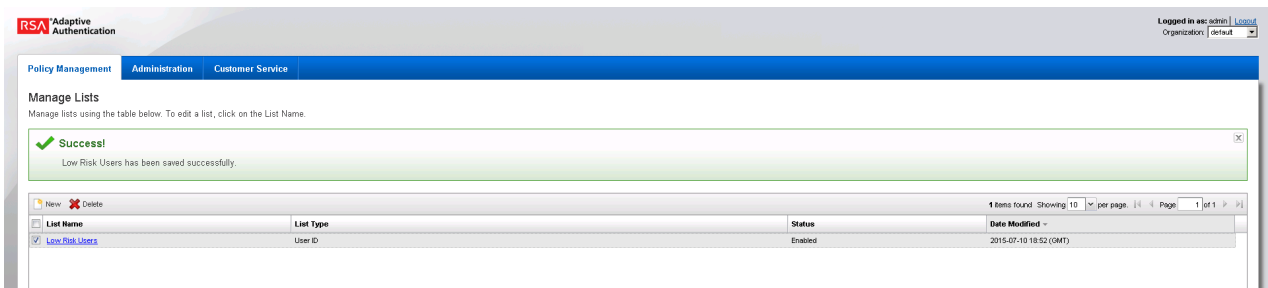 RSA Adaptive Authentication
Logged in as: admin | Logout
Organization: default
Policy Management Administration Customer Service
Manage Lists
Manage lists using the table below. To edit a list, click on the List Name.
Success!
Low Risk Users has been saved successfully.
New Delete 1 items found Showing 10 per page. Page 1 of 1
List Name List Type Status Date Modified
Low Risk Users User ID Enabled 2015-07-10 18:52 (GMT)